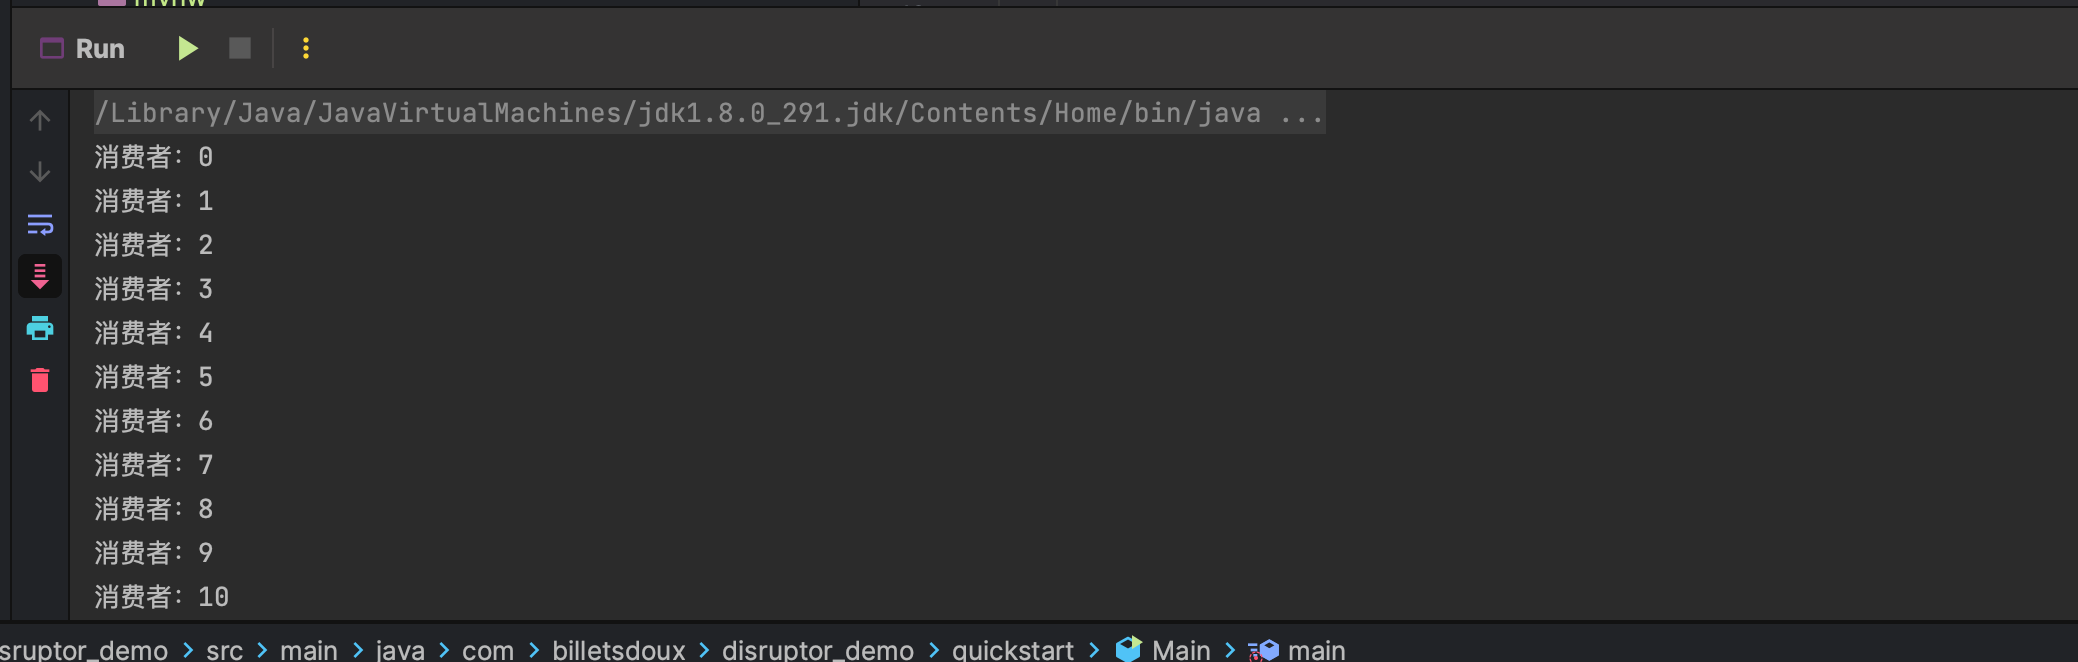 Run
/Library/Java/JavaVirtualMachines/jdk1.8.0_291.jdk/Contents/Home/bin/java ...
消费者：0
消费者：1
消费者：2
消费者：3
消费者：4
消费者：5
消费者：6
消费者：7
消费者：8
消费者：9
消费者：10
sruptor_demo > src > main > java > com > billetsdoux > disruptor_demo > quickstart > Main > main